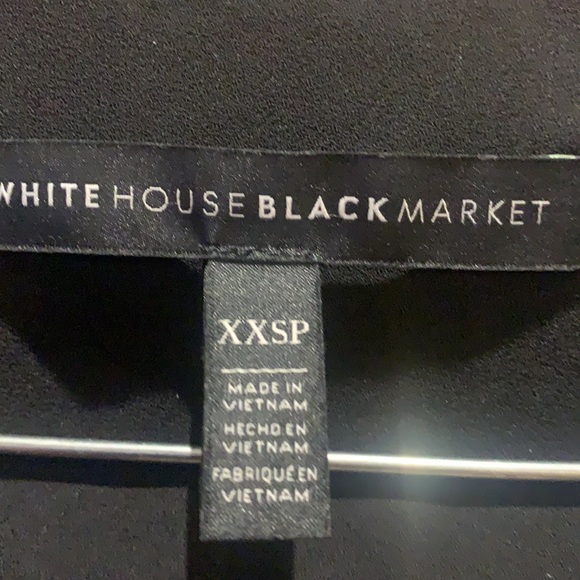 WHITE HOUSE BLACK MARKET
XXSP
MADE IN
VIETNAM
HECHO EN
VIETNAM
FABRIQUÉ EN
VIETNAM